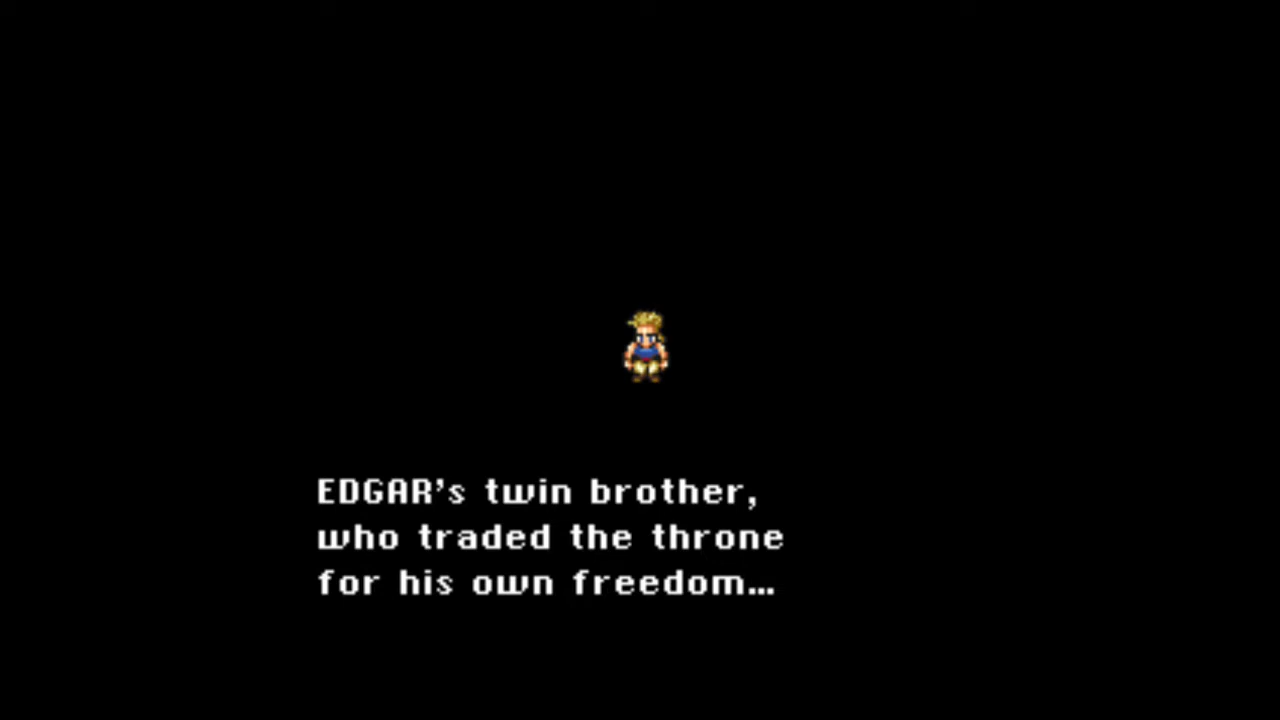 EDGAR's twin brother,
who traded the throne
for his own freedom...